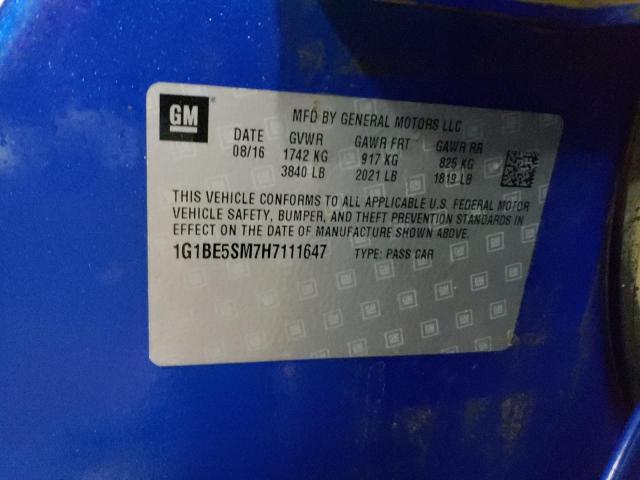 GM
MFD BY GENERAL MOTORS LLC
DATE GVWR GAWR FRT GAWR RR
08/16 1742 KG 917 KG 825 KG
3840 LB 2021 LB 1819 LB
THIS VEHICLE CONFORMS TO ALL APPLICABLE U.S. FEDERAL MOTOR
VEHICLE SAFETY, BUMPER, AND THEFT PREVENTION STANDARDS IN
EFFECT ON THE DATE OF MANUFACTURE SHOWN ABOVE.
1G1BE5SM7H7111647 TYPE: PASS CAR